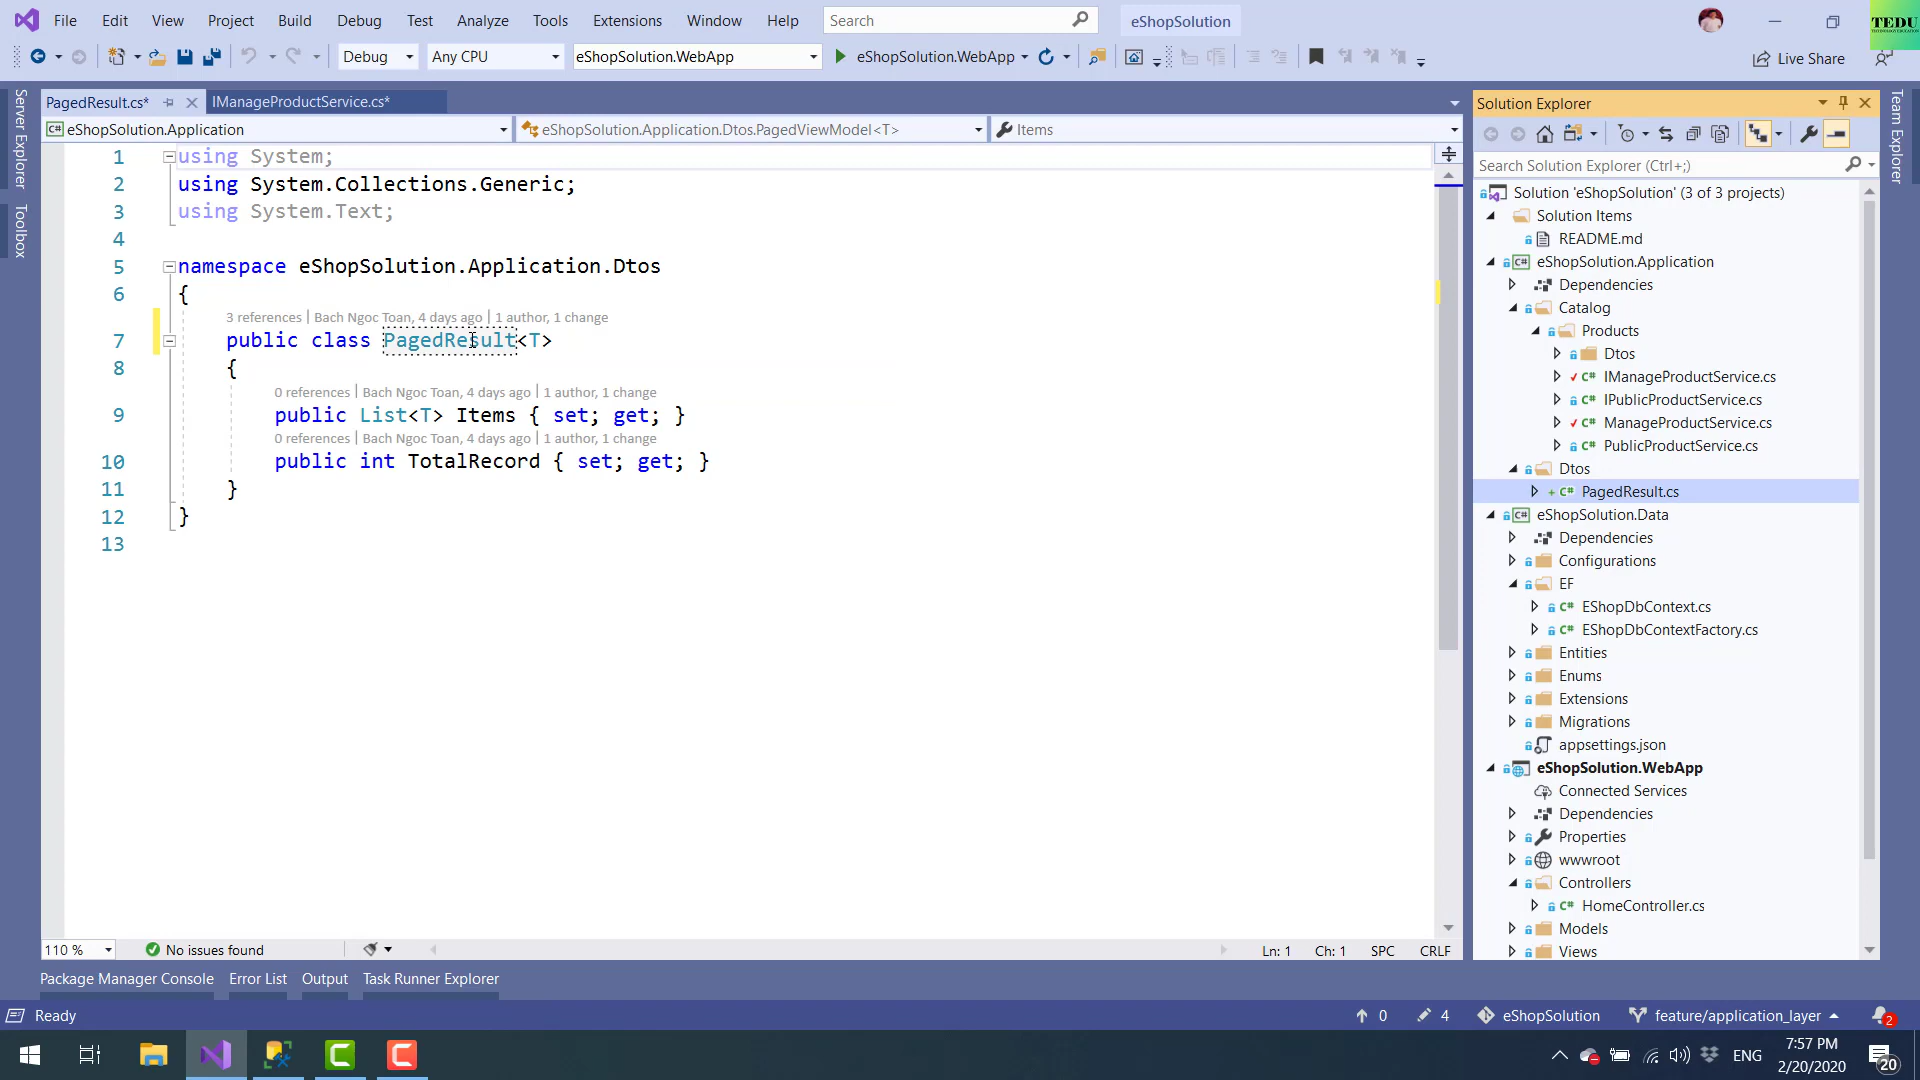 File Edit View Project Build Debug Test Analyze Tools Extensions Window Help Search eShopSolution
TEDU
Debug Any CPU eShopSolution.WebApp eShopSolution.WebApp Live Share
Server Explorer
Toolbox
PagedResult.cs* IManageProductService.cs*
eShopSolution.Application eShopSolution.Application.Dtos.PagedViewModel<T> Items
1 using System;
2 using System.Collections.Generic;
3 using System.Text;
4
5 namespace eShopSolution.Application.Dtos
6 {
3 references | Bach Ngoc Toan, 4 days ago | 1 author, 1 change
7 public class PagedResult<T>
8 {
0 references | Bach Ngoc Toan, 4 days ago | 1 author, 1 change
9 public List<T> Items { set; get; }
0 references | Bach Ngoc Toan, 4 days ago | 1 author, 1 change
10 public int TotalRecord { set; get; }
11 }
12 }
13
110 % No issues found Ln: 1 Ch: 1 SPC CRLF
Solution Explorer
Search Solution Explorer (Ctrl+;)
Solution 'eShopSolution' (3 of 3 projects)
Solution Items
README.md
eShopSolution.Application
Dependencies
Catalog
Products
Dtos
IManageProductService.cs
IPublicProductService.cs
ManageProductService.cs
PublicProductService.cs
Dtos
PagedResult.cs
eShopSolution.Data
Dependencies
Configurations
EF
EShopDbContext.cs
EShopDbContextFactory.cs
Entities
Enums
Extensions
Migrations
appsettings.json
eShopSolution.WebApp
Connected Services
Dependencies
Properties
wwwroot
Controllers
HomeController.cs
Models
Views
Team Explorer
Package Manager Console Error List Output Task Runner Explorer
Ready 0 4 eShopSolution feature/application_layer 2
ENG 7:57 PM
2/20/2020 20